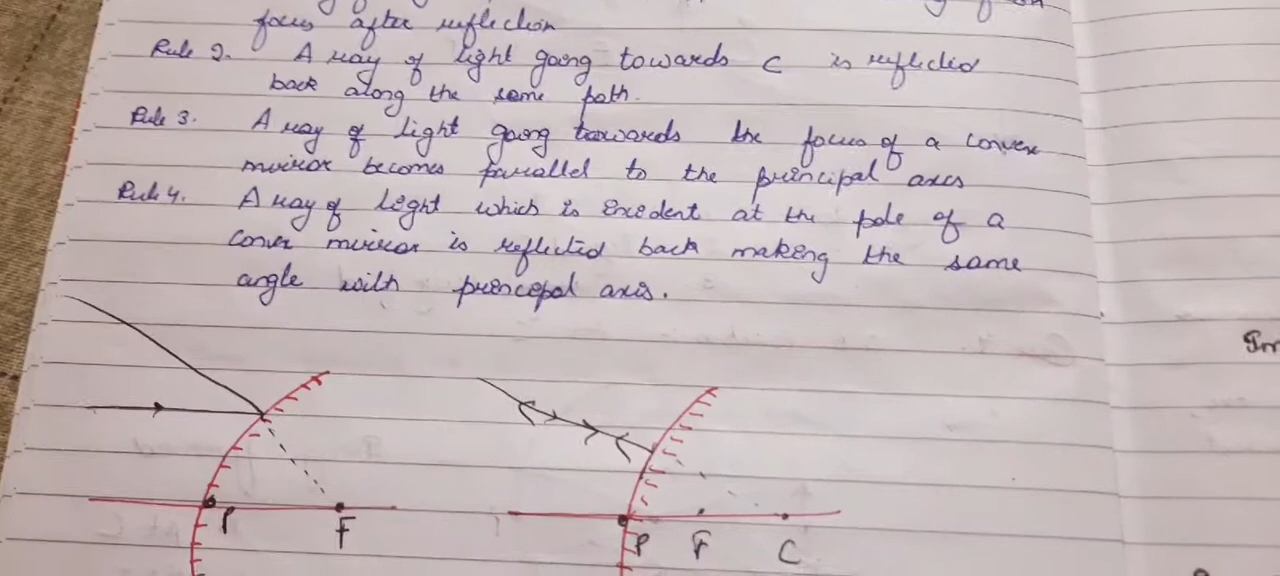 focus after reflection
Rule 2. A ray of light going towards C is reflected
back along the same path.
Rule 3. A ray of light going towards the focus of a convex
mirror becomes parallel to the principal axis
Rule 4. A ray of light which is incedent at the pole of a
convex mirror is reflected back making the same
angle with princepal axis.
P F
P F C